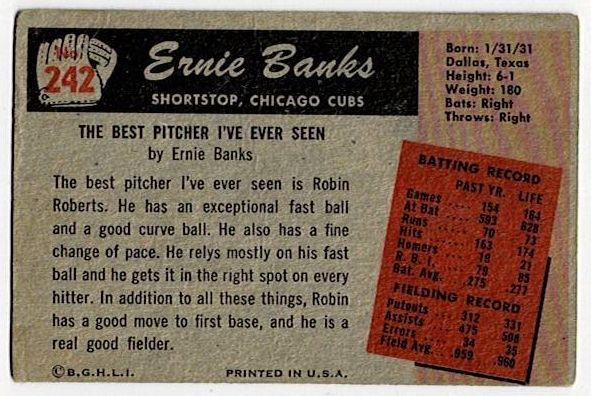 No. 242
Ernie Banks
SHORTSTOP, CHICAGO CUBS
Born: 1/31/31
Dallas, Texas
Height: 6-1
Weight: 180
Bats: Right
Throws: Right
THE BEST PITCHER I'VE EVER SEEN
by Ernie Banks
The best pitcher I've ever seen is Robin
Roberts. He has an exceptional fast ball
and a good curve ball. He also has a fine
change of pace. He relys mostly on his fast
ball and he gets it in the right spot on every
hitter. In addition to all these things, Robin
has a good move to first base, and he is a
real good fielder.
BATTING RECORD
PAST YR. LIFE
Games .... 154 164
At Bat .... 593 628
Runs .... 70 73
Hits .... 163 174
Homers .... 19 21
R. B. I. .... 79 85
Bat. Avg. .275 .277
FIELDING RECORD
Putouts .. 312 331
Assists .. 475 508
Errors .... 34 35
Field Avg. .959 .960
© B.G.H.L.I. PRINTED IN U.S.A.